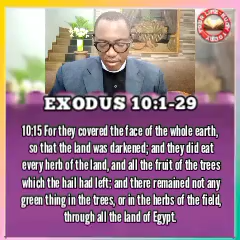 EXODUS 10:1-29
10:15 For they covered the face of the whole earth,
so that the land was darkened; and they did eat
every herb of the land, and all the fruit of the trees
which the hail had left: and there remained not any
green thing in the trees, or in the herbs of the field,
through all the land of Egypt.